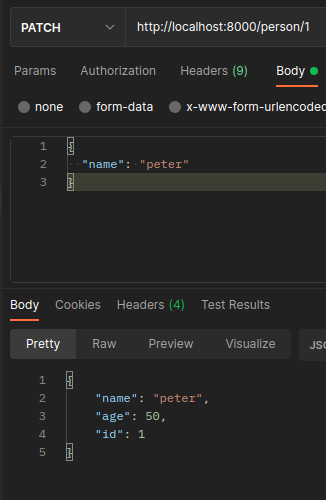 PATCH http://localhost:8000/person/1
Params Authorization Headers (9) Body
none form-data x-www-form-urlencoded
1 {
2 "name": "peter"
3 }
Body Cookies Headers (4) Test Results
Pretty Raw Preview Visualize JSO
1 {
2 "name": "peter",
3 "age": 50,
4 "id": 1
5 }